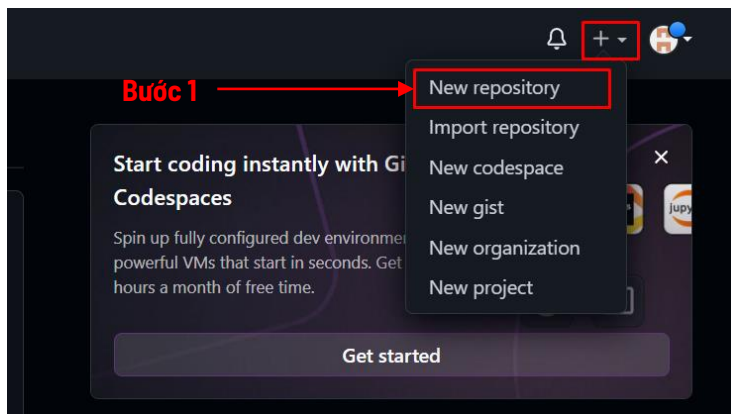 Bước 1
New repository
Import repository
New codespace
New gist
New organization
New project
Start coding instantly with Gi
Codespaces
Spin up fully configured dev environme
powerful VMs that start in seconds. Get
hours a month of free time.
jupy
Get started